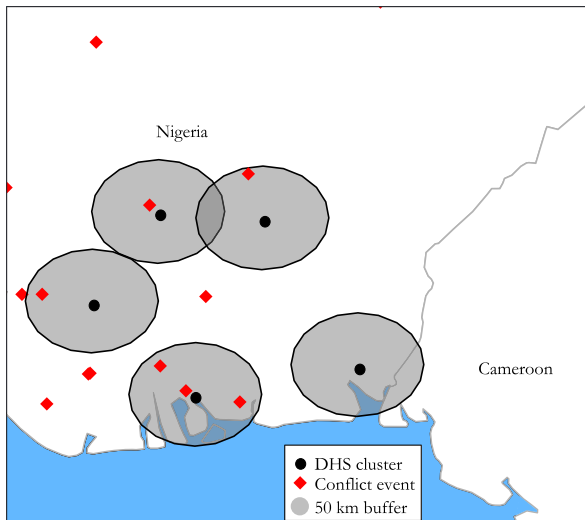 Nigeria
Cameroon
DHS cluster
Conflict event
50 km buffer